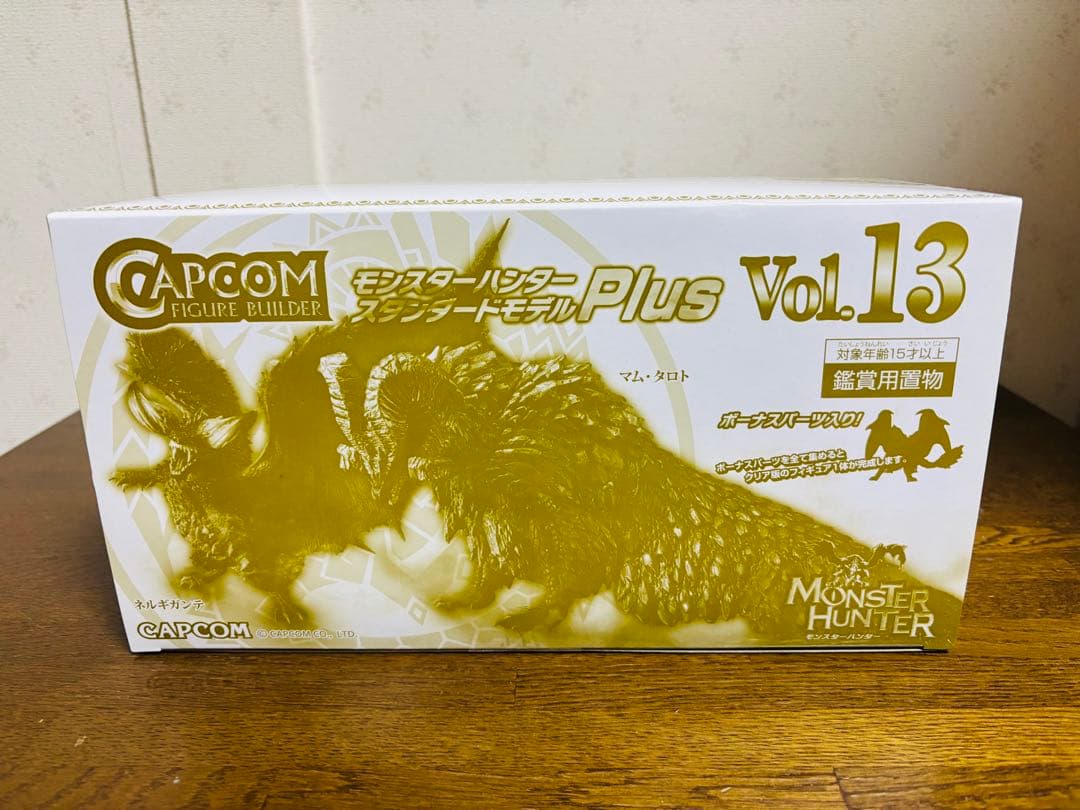 CAPCOM
FIGURE BUILDER
モンスターハンター
スタンダードモデル Plus
Vol.13
たいしょうねんれい さい いじょう
対象年齢15才以上
鑑賞用置物
マム・タロト
ボーナスパーツ入り!
ボーナスパーツを全て集めると
クリア版のフィギュア1体が完成します。
ネルギガンテ
CAPCOM © CAPCOM CO., LTD.
MONSTER
HUNTER
モンスターハンター